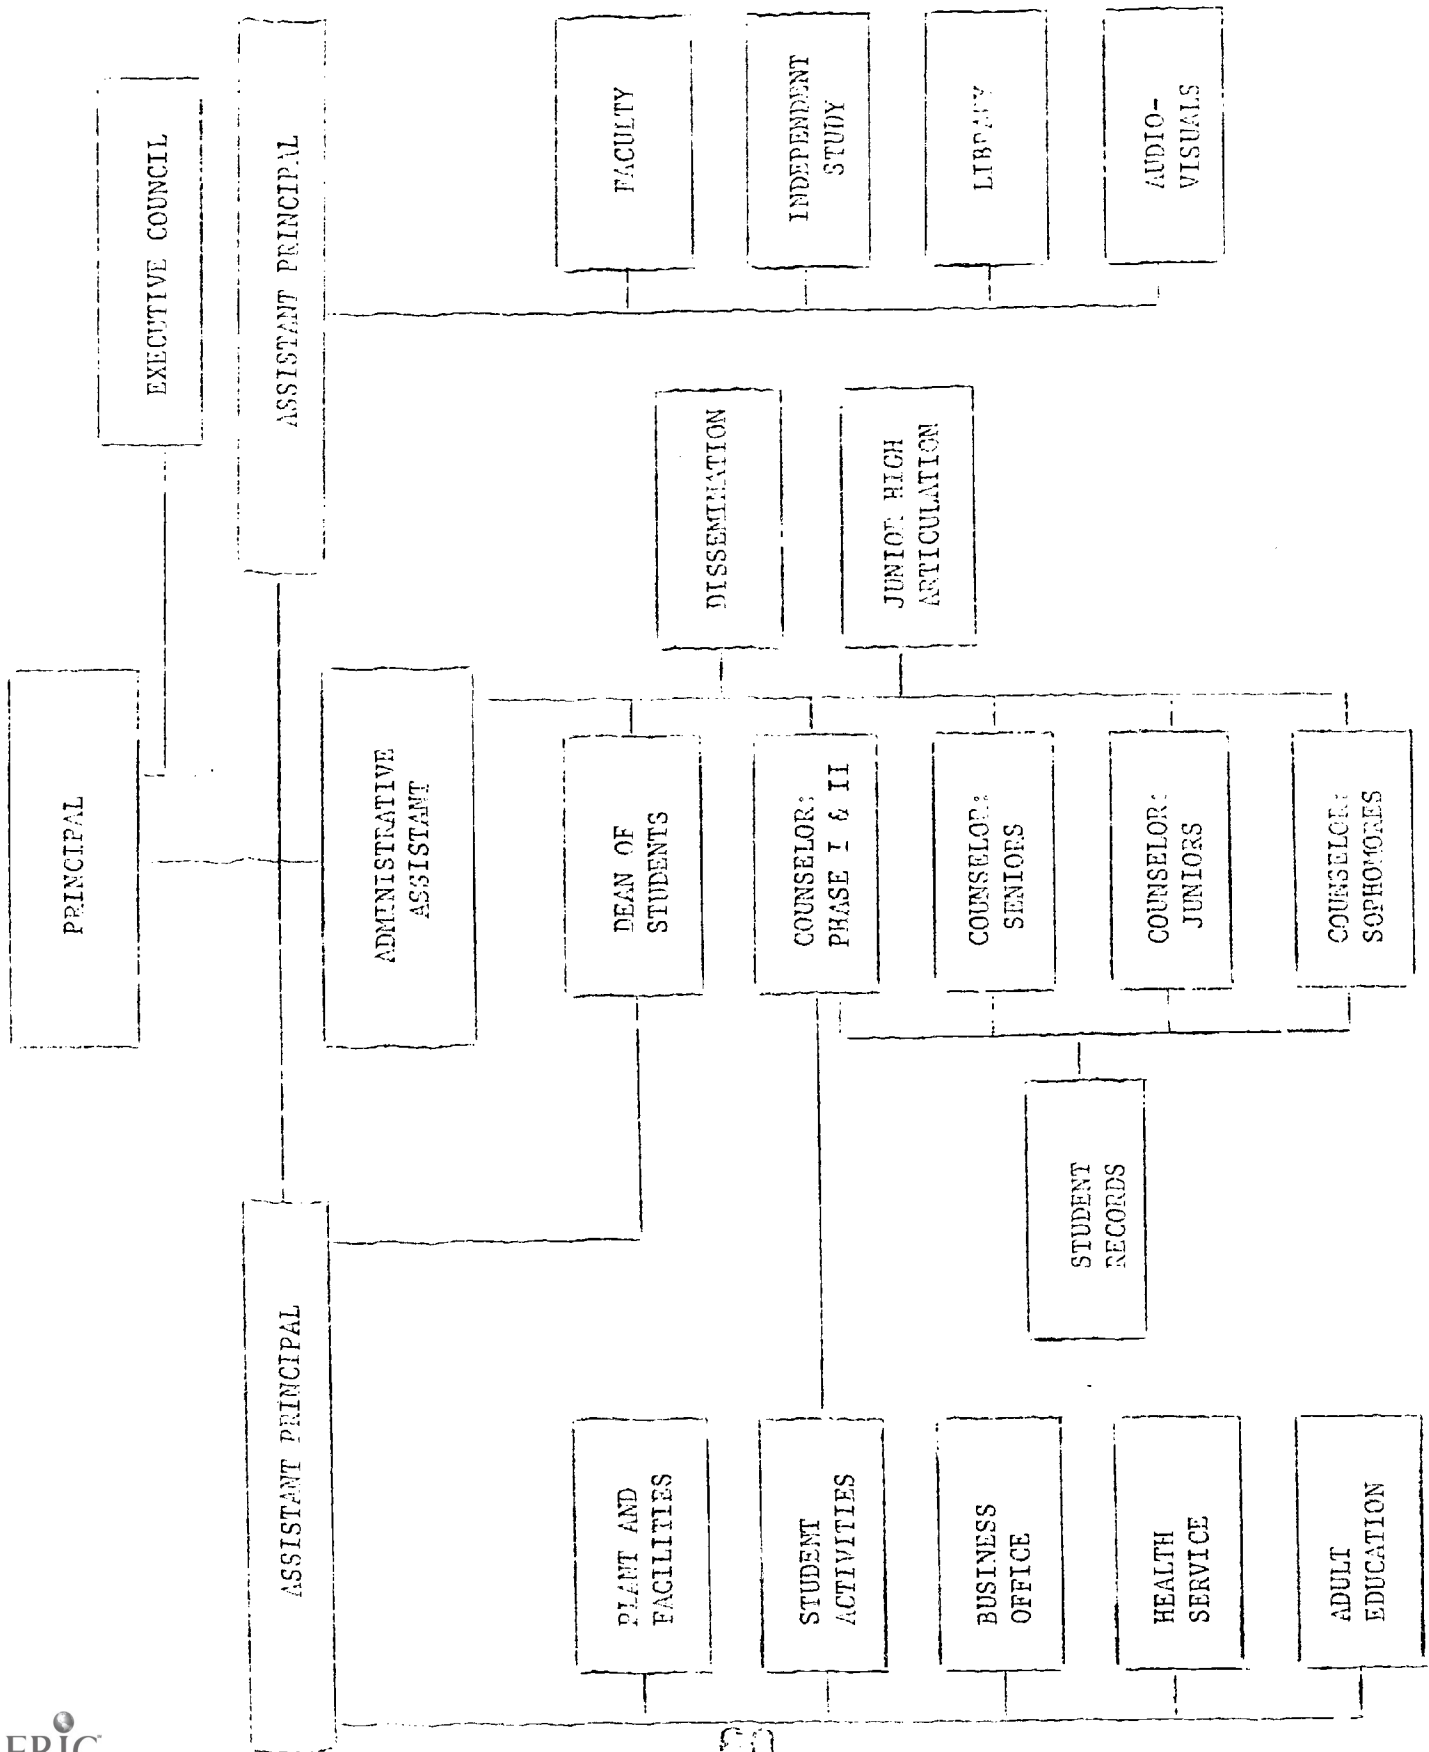 PRINCIPAL
EXECUTIVE COUNCIL
ASSISTANT PRINCIPAL
ASSISTANT PRINCIPAL
ADMINISTRATIVE
ASSISTANT
PLANT AND
FACILITIES
STUDENT
ACTIVITIES
BUSINESS
OFFICE
HEALTH
SERVICE
ADULT
EDUCATION
DEAN OF
STUDENTS
COUNSELOR:
PHASE I & II
COUNSELOR:
SENIORS
COUNSELOR:
JUNIORS
COUNSELOR:
SOPHOMORES
STUDENT
RECORDS
DISSEMINATION
JUNIOR HIGH
ARTICULATION
FACULTY
INDEPENDENT
STUDY
LIBRARY
AUDIO-
VISUALS
ERIC